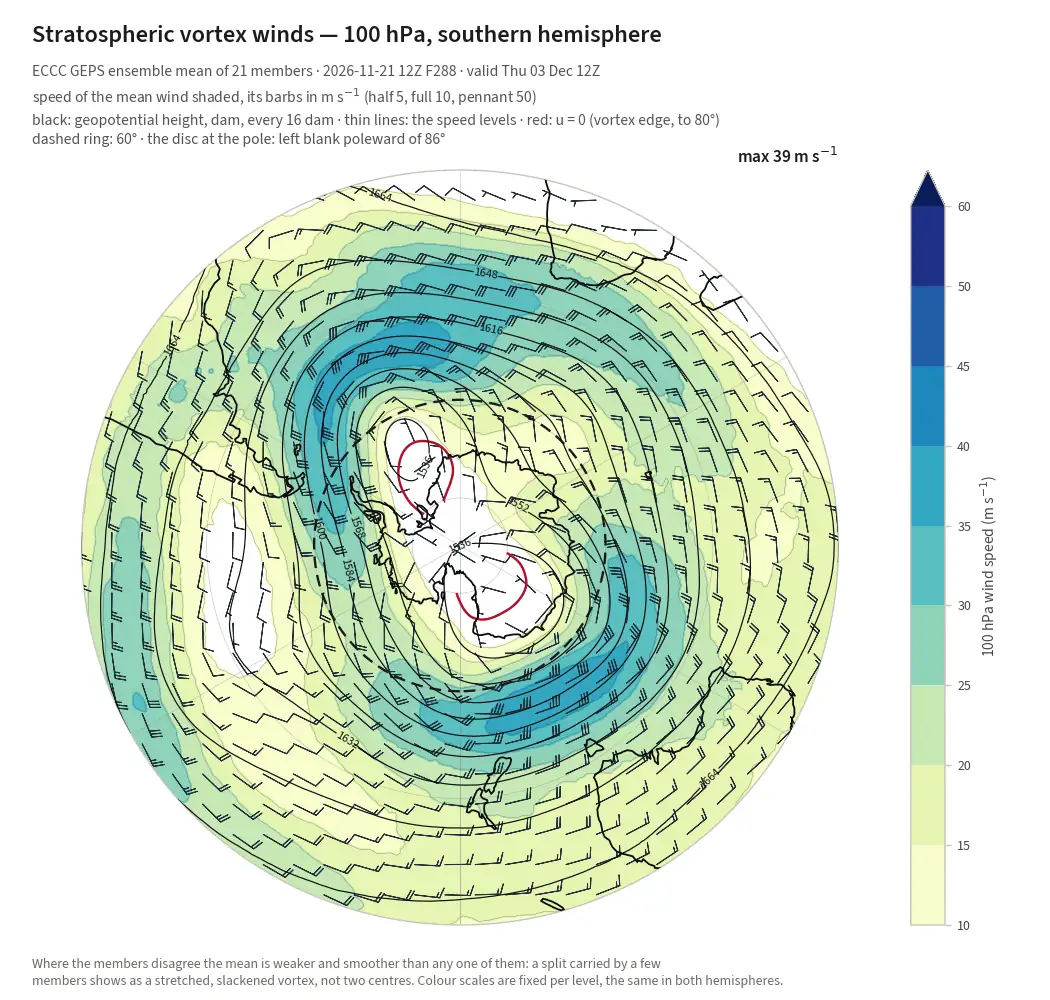 Stratospheric vortex winds — 100 hPa, southern hemisphere
ECCC GEPS ensemble mean of 21 members · 2026-11-21 12Z F288 · valid Thu 03 Dec 12Z
speed of the mean wind shaded, its barbs in m s⁻¹ (half 5, full 10, pennant 50)
black: geopotential height, dam, every 16 dam · thin lines: the speed levels · red: u = 0 (vortex edge, to 80°)
dashed ring: 60° · the disc at the pole: left blank poleward of 86°
max 39 m s⁻¹
1664
1648
1616
1664
1536
1552
1600
1568
1536
1584
1632
1664
60
50
45
40
35
30
25
20
15
10
100 hPa wind speed (m s⁻¹)
Where the members disagree the mean is weaker and smoother than any one of them: a split carried by a few
members shows as a stretched, slackened vortex, not two centres. Colour scales are fixed per level, the same in both hemispheres.